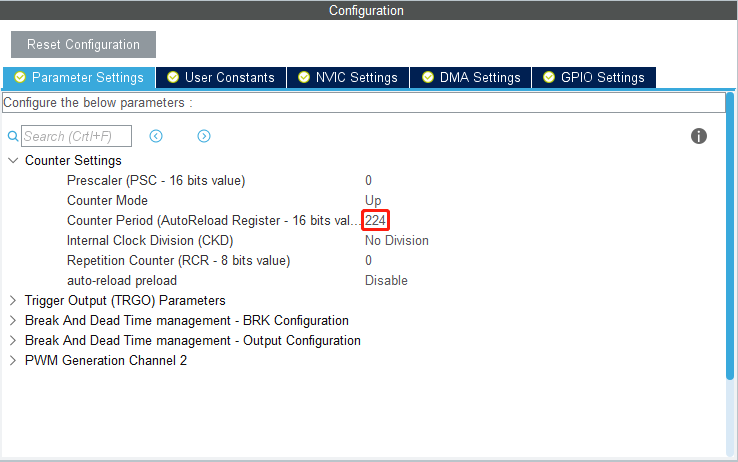 Configuration
Reset Configuration
Parameter Settings User Constants NVIC Settings DMA Settings GPIO Settings
Configure the below parameters :
Search (Crtl+F)
Counter Settings
Prescaler (PSC - 16 bits value) 0
Counter Mode Up
Counter Period (AutoReload Register - 16 bits val... 224
Internal Clock Division (CKD) No Division
Repetition Counter (RCR - 8 bits value) 0
auto-reload preload Disable
Trigger Output (TRGO) Parameters
Break And Dead Time management - BRK Configuration
Break And Dead Time management - Output Configuration
PWM Generation Channel 2